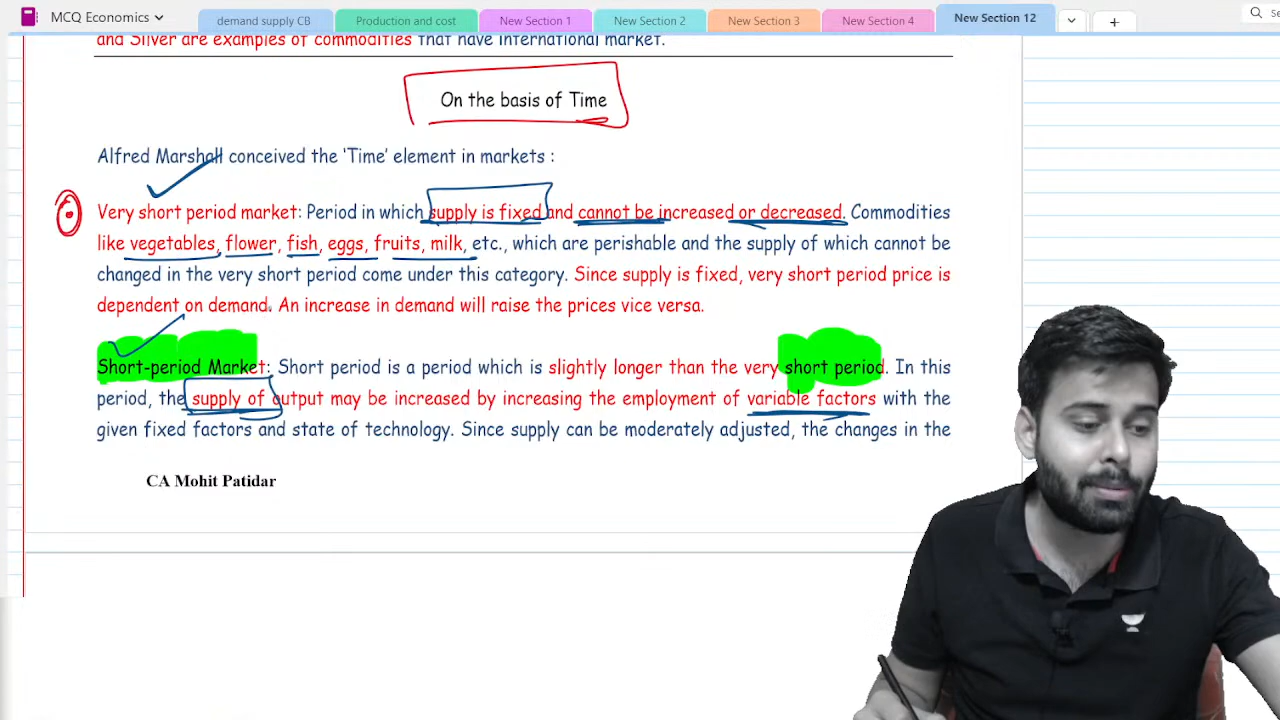 MCQ Economics
demand supply CB
Production and cost
New Section 1
New Section 2
New Section 3
New Section 4
New Section 12
and Silver are examples of commodities that have international market.
On the basis of Time
Alfred Marshall conceived the ‘Time’ element in markets :
Very short period market: Period in which supply is fixed and cannot be increased or decreased. Commodities
like vegetables, flower, fish, eggs, fruits, milk, etc., which are perishable and the supply of which cannot be
changed in the very short period come under this category. Since supply is fixed, very short period price is
dependent on demand. An increase in demand will raise the prices vice versa.
Short-period Market: Short period is a period which is slightly longer than the very short period. In this
period, the supply of output may be increased by increasing the employment of variable factors with the
given fixed factors and state of technology. Since supply can be moderately adjusted, the changes in the
CA Mohit Patidar